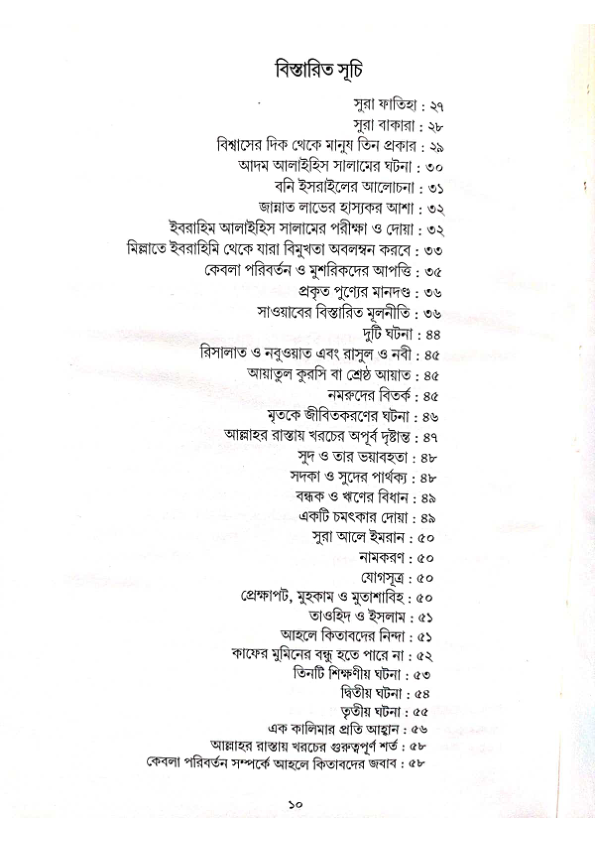 বিস্তারিত সূচি
সুরা ফাতিহা : ২৭
সুরা বাকারা : ২৮
বিশ্বাসের দিক থেকে মানুষ তিন প্রকার : ২৯
আদম আলাইহিস সালামের ঘটনা : ৩০
বনি ইসরাইলের আলোচনা : ৩১
জান্নাত লাভের হাস্যকর আশা : ৩২
ইবরাহিম আলাইহিস সালামের পরীক্ষা ও দোয়া : ৩২
মিল্লাতে ইবরাহিমি থেকে যারা বিমুখতা অবলম্বন করবে : ৩৩
কেবলা পরিবর্তন ও মুশরিকদের আপত্তি : ৩৫
প্রকৃত পুণ্যের মানদণ্ড : ৩৬
সাওয়াবের বিস্তারিত মূলনীতি : ৩৬
দুটি ঘটনা : ৪৪
রিসালাত ও নবুওয়াত এবং রাসুল ও নবী : ৪৫
আয়াতুল কুরসি বা শ্রেষ্ঠ আয়াত : ৪৫
নমরুদের বিতর্ক : ৪৫
মৃতকে জীবিতকরণের ঘটনা : ৪৬
আল্লাহর রাস্তায় খরচের অপূর্ব দৃষ্টান্ত : ৪৭
সুদ ও তার ভয়াবহতা : ৪৮
সদকা ও সুদের পার্থক্য : ৪৮
বন্ধক ও ঋণের বিধান : ৪৯
একটি চমৎকার দোয়া : ৪৯
সুরা আলে ইমরান : ৫০
নামকরণ : ৫০
যোগসূত্র : ৫০
প্রেক্ষাপট, মুহকাম ও মুতাশাবিহ : ৫০
তাওহিদ ও ইসলাম : ৫১
আহলে কিতাবদের নিন্দা : ৫১
কাফের মুমিনের বন্ধু হতে পারে না : ৫২
তিনটি শিক্ষণীয় ঘটনা : ৫৩
দ্বিতীয় ঘটনা : ৫৪
তৃতীয় ঘটনা : ৫৫
এক কালিমার প্রতি আহ্বান : ৫৬
আল্লাহর রাস্তায় খরচের গুরুত্বপূর্ণ শর্ত : ৫৮
কেবলা পরিবর্তন সম্পর্কে আহলে কিতাবদের জবাব : ৫৮
১০